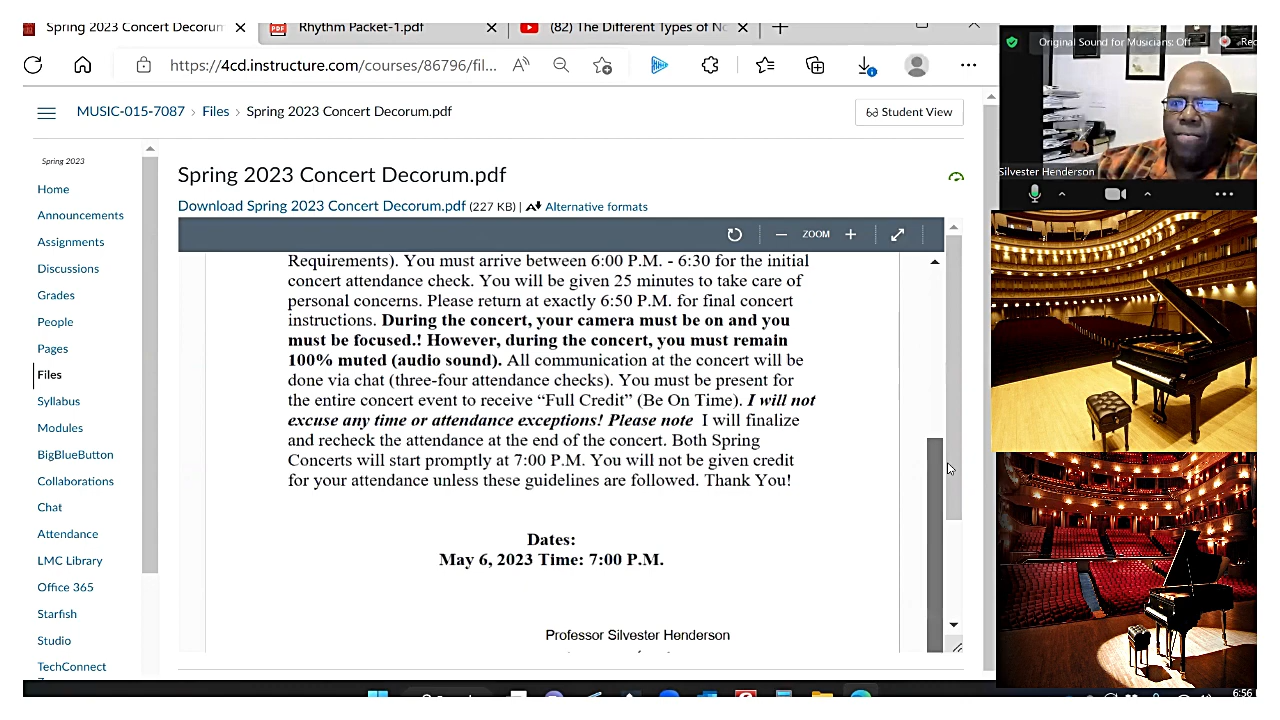 Spring 2023 Concert Decorum
Rhythm Packet-1.pdf
(82) The Different Types of No
https://4cd.instructure.com/courses/86796/fil...
MUSIC-015-7087 › Files › Spring 2023 Concert Decorum.pdf
Student View
Spring 2023
Home
Announcements
Assignments
Discussions
Grades
People
Pages
Files
Syllabus
Modules
BigBlueButton
Collaborations
Chat
Attendance
LMC Library
Office 365
Starfish
Studio
TechConnect
Spring 2023 Concert Decorum.pdf
Download Spring 2023 Concert Decorum.pdf (227 KB) | Alternative formats
ZOOM
Requirements). You must arrive between 6:00 P.M. - 6:30 for the initial
concert attendance check. You will be given 25 minutes to take care of
personal concerns. Please return at exactly 6:50 P.M. for final concert
instructions. During the concert, your camera must be on and you
must be focused.! However, during the concert, you must remain
100% muted (audio sound). All communication at the concert will be
done via chat (three-four attendance checks). You must be present for
the entire concert event to receive “Full Credit” (Be On Time). I will not
excuse any time or attendance exceptions! Please note I will finalize
and recheck the attendance at the end of the concert. Both Spring
Concerts will start promptly at 7:00 P.M. You will not be given credit
for your attendance unless these guidelines are followed. Thank You!
Dates:
May 6, 2023 Time: 7:00 P.M.
Professor Silvester Henderson
Original Sound for Musicians: Off
Rec
Silvester Henderson
6:56